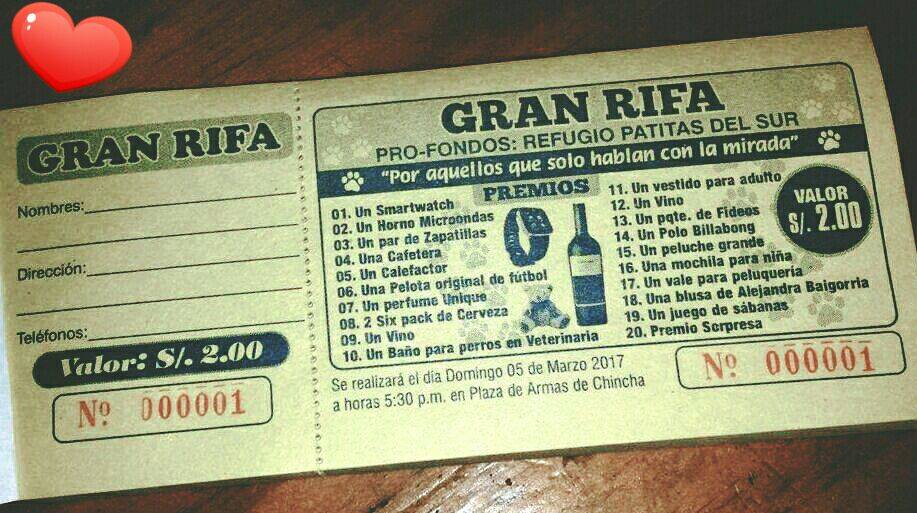 GRAN RIFA
Nombres:
Dirección:
Teléfonos:
Valor: S/. 2.00
Nº 000001
GRAN RIFA
PRO-FONDOS: REFUGIO PATITAS DEL SUR
"Por aquellos que solo hablan con la mirada"
PREMIOS
01. Un Smartwatch
02. Un Horno Microondas
03. Un par de Zapatillas
04. Una Cafetera
05. Un Calefactor
06. Una Pelota original de fútbol
07. Un perfume Unique
08. 2 Six pack de Cerveza
09. Un Vino
10. Un Baño para perros en Veterinaria
11. Un vestido para adulto
12. Un Vino
13. Un pqte. de Fideos
14. Un Polo Billabong
15. Un peluche grande
16. Una mochila para niña
17. Un vale para peluquería
18. Una blusa de Alejandra Baigorria
19. Un juego de sábanas
20. Premio Scrpresa
VALOR
S/. 2.00
Se realizará el día Domingo 05 de Marzo 2017
a horas 5:30 p.m. en Plaza de Armas de Chincha
Nº 000001